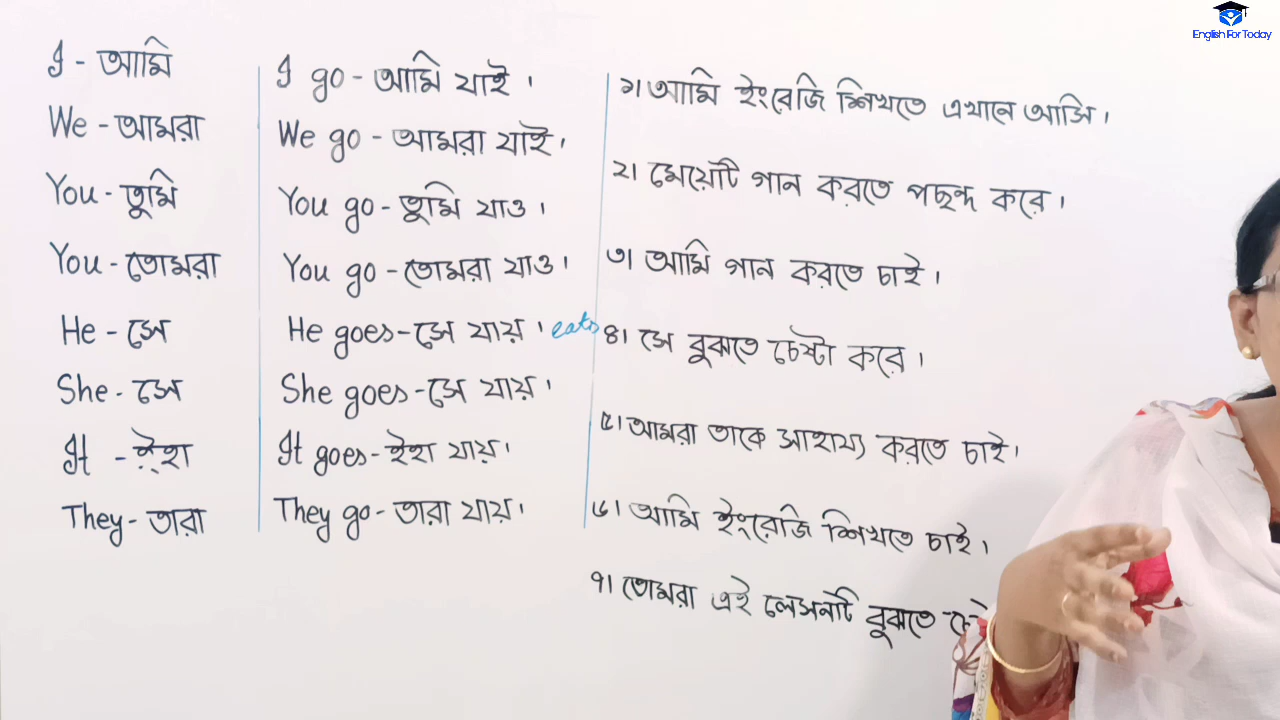 English For Today
I - আমি
We - আমরা
You - তুমি
You - তোমরা
He - সে
She - সে
It - ইহা
They - তারা
I go - আমি যাই।
We go - আমরা যাই।
You go - তুমি যাও।
You go - তোমরা যাও।
He goes - সে যায়। eats
She goes - সে যায়।
It goes - ইহা যায়।
They go - তারা যায়।
১। আমি ইংরেজি শিখতে এখানে আসি।
২। মেয়েটি গান করতে পছন্দ করে।
৩। আমি গান করতে চাই।
৪। সে বুঝতে চেষ্টা করে।
৫। আমরা তাকে সাহায্য করতে চাই।
৬। আমি ইংরেজি শিখতে চাই।
৭। তোমরা এই লেসনটি বুঝতে